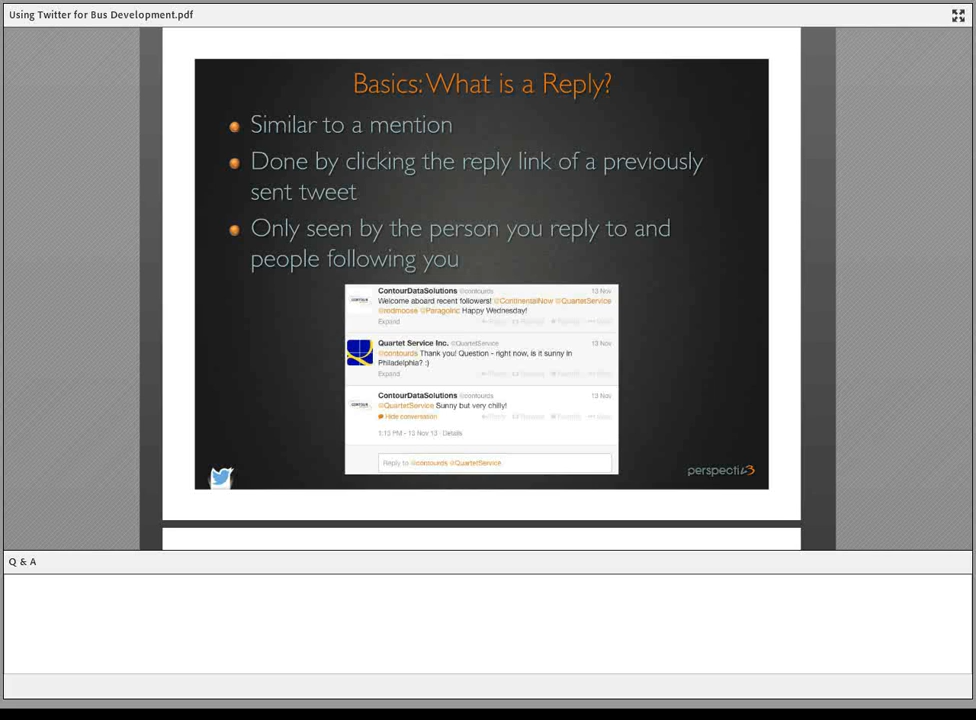 Using Twitter for Bus Development.pdf
Basics: What is a Reply?
Similar to a mention
Done by clicking the reply link of a previously
sent tweet
Only seen by the person you reply to and
people following you
ContourDataSolutions @contourds 13 Nov
Welcome aboard recent followers! @ContinentalNow @QuartetService
@redmoose @ParagoInc Happy Wednesday!
Expand
Quartet Service Inc. @QuartetService 13 Nov
@contourds Thank you! Question - right now, is it sunny in
Philadelphia? :)
Expand
ContourDataSolutions @contourds 13 Nov
@QuartetService Sunny but very chilly!
Hide conversation
1:13 PM - 13 Nov 13 · Details
Reply to @contourds @QuartetService
perspectiv3
Q & A